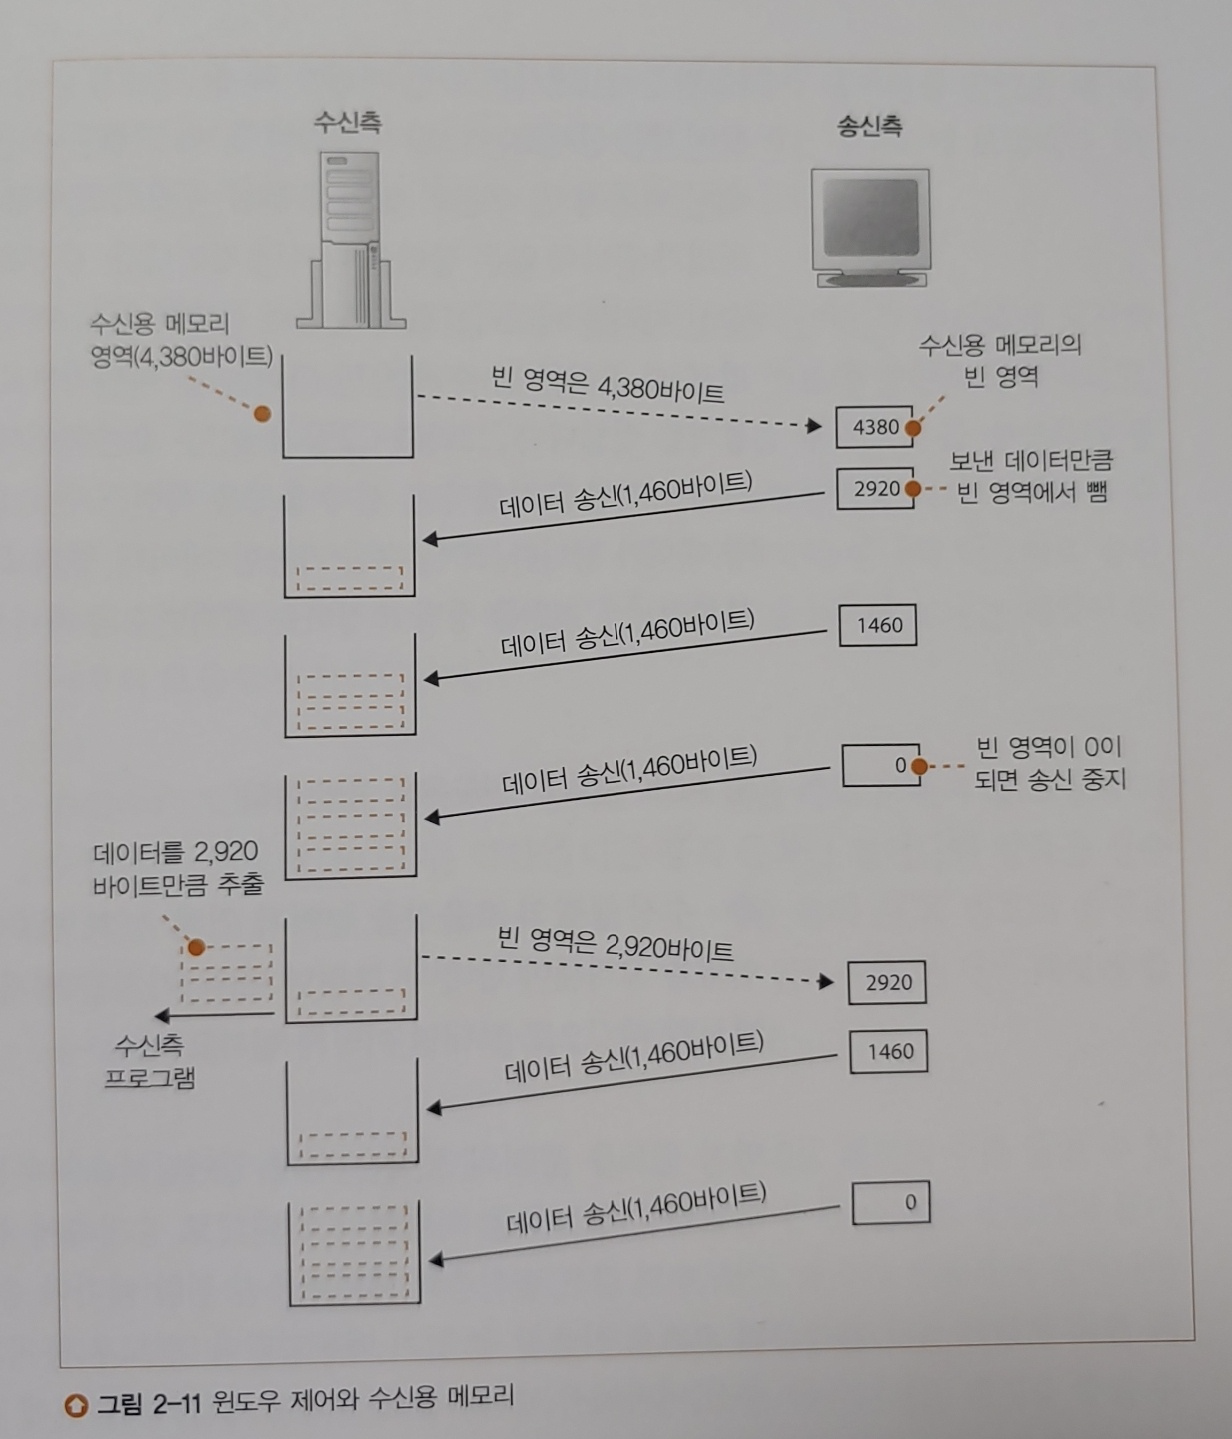 수신측
송신측
수신용 메모리
영역(4,380바이트)
빈 영역은 4,380바이트
수신용 메모리의
빈 영역
4380
데이터 송신(1,460바이트)
2920
보낸 데이터만큼
빈 영역에서 뺌
데이터 송신(1,460바이트)
1460
데이터 송신(1,460바이트)
0
빈 영역이 0이
되면 송신 중지
데이터를 2,920
바이트만큼 추출
수신측
프로그램
빈 영역은 2,920바이트
2920
데이터 송신(1,460바이트)
1460
데이터 송신(1,460바이트)
0
그림 2-11 윈도우 제어와 수신용 메모리